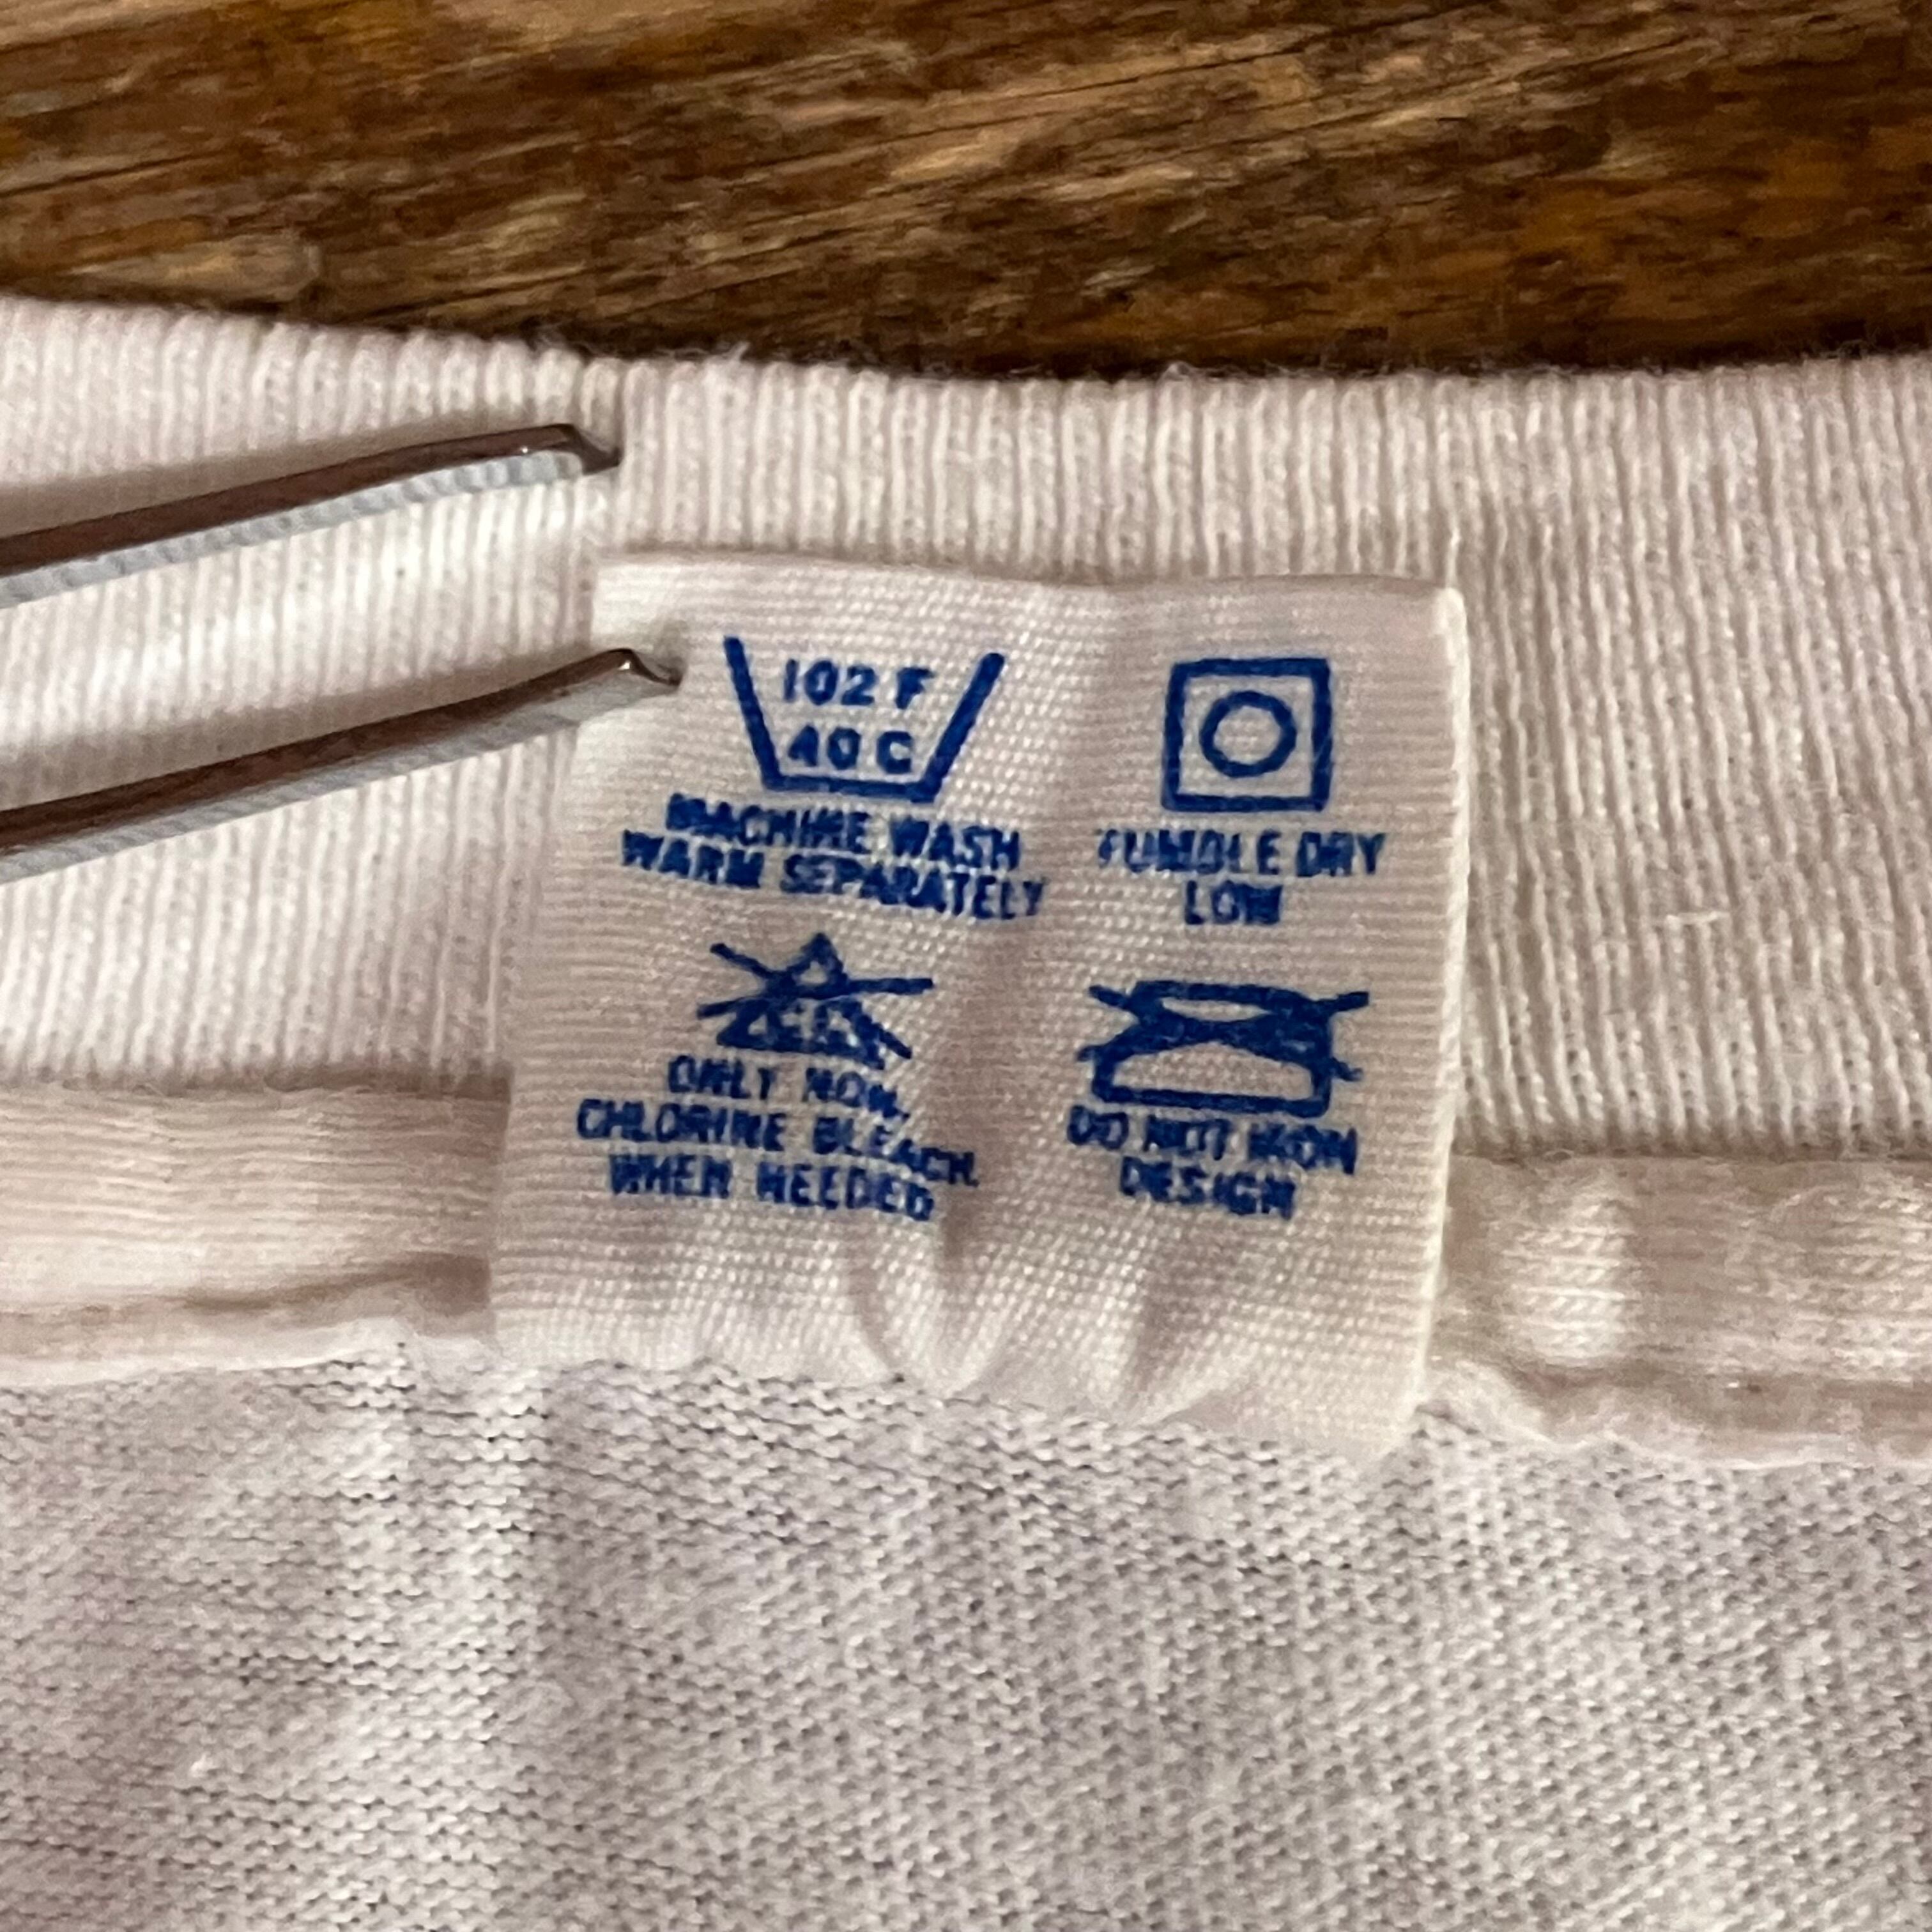 102 F
40 C
MACHINE WASH
WARM SEPARATELY
TUMBLE DRY
LOW
ONLY NON.
CHLORINE BLEACH
WHEN NEEDED
DO NOT IRON
DESIGN